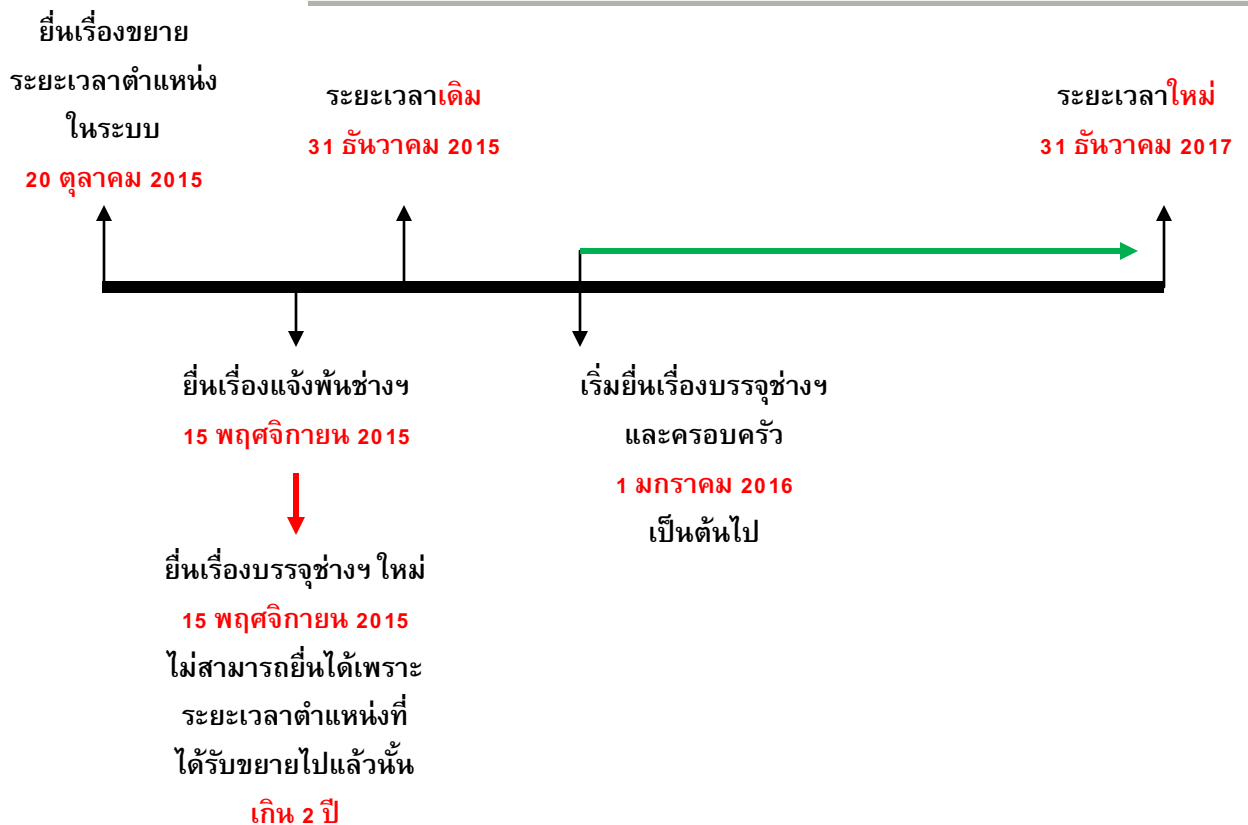 ยื่นเรื่องขยาย
ระยะเวลาตำแหน่ง
ในระบบ
20 ตุลาคม 2015
ระยะเวลาเดิม
31 ธันวาคม 2015
ระยะเวลาใหม่
31 ธันวาคม 2017
ยื่นเรื่องแจ้งพ้นช่างฯ
15 พฤศจิกายน 2015
ยื่นเรื่องบรรจุช่างฯ ใหม่
15 พฤศจิกายน 2015
ไม่สามารถยื่นได้เพราะ
ระยะเวลาตำแหน่งที่
ได้รับขยายไปแล้วนั้น
เกิน 2 ปี
เริ่มยื่นเรื่องบรรจุช่างฯ
และครอบครัว
1 มกราคม 2016
เป็นต้นไป